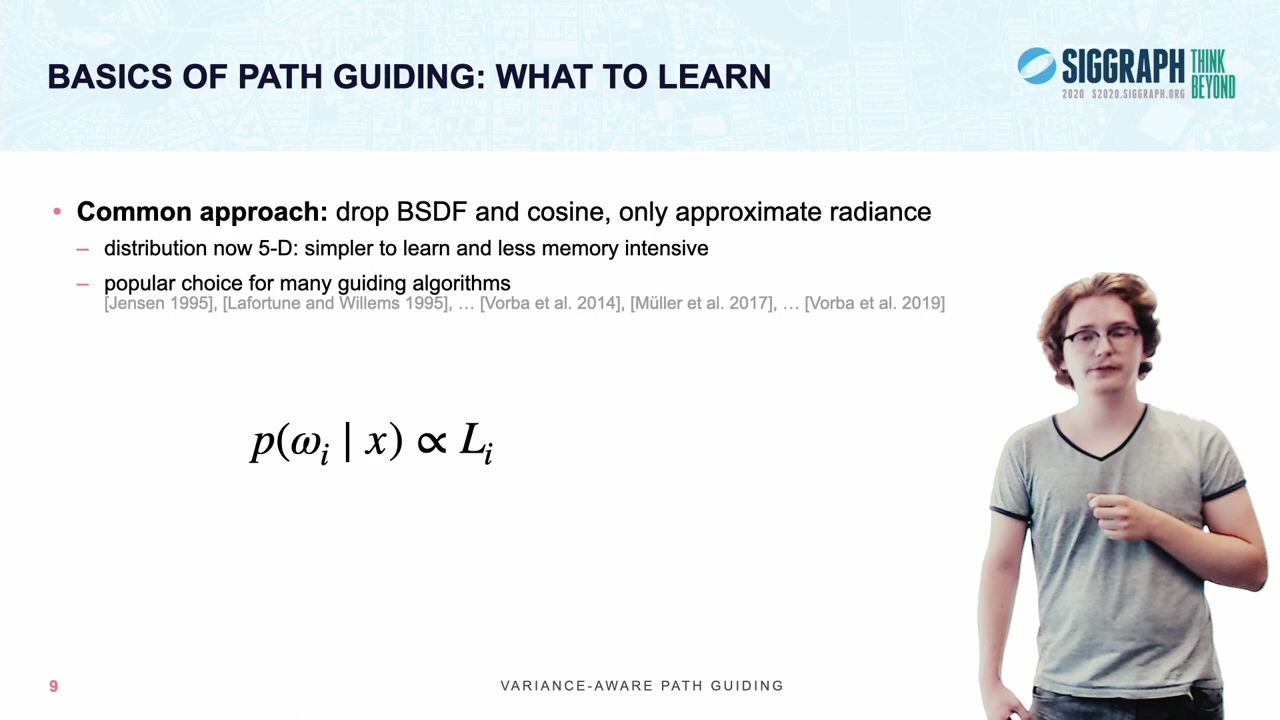 BASICS OF PATH GUIDING: WHAT TO LEARN
SIGGRAPH THINK BEYOND
2020 S2020.SIGGRAPH.ORG
• Common approach: drop BSDF and cosine, only approximate radiance
– distribution now 5-D: simpler to learn and less memory intensive
– popular choice for many guiding algorithms
[Jensen 1995], [Lafortune and Willems 1995], … [Vorba et al. 2014], [Müller et al. 2017], … [Vorba et al. 2019]
p(ωᵢ | x) ∝ Lᵢ
9
VARIANCE-AWARE PATH GUIDING